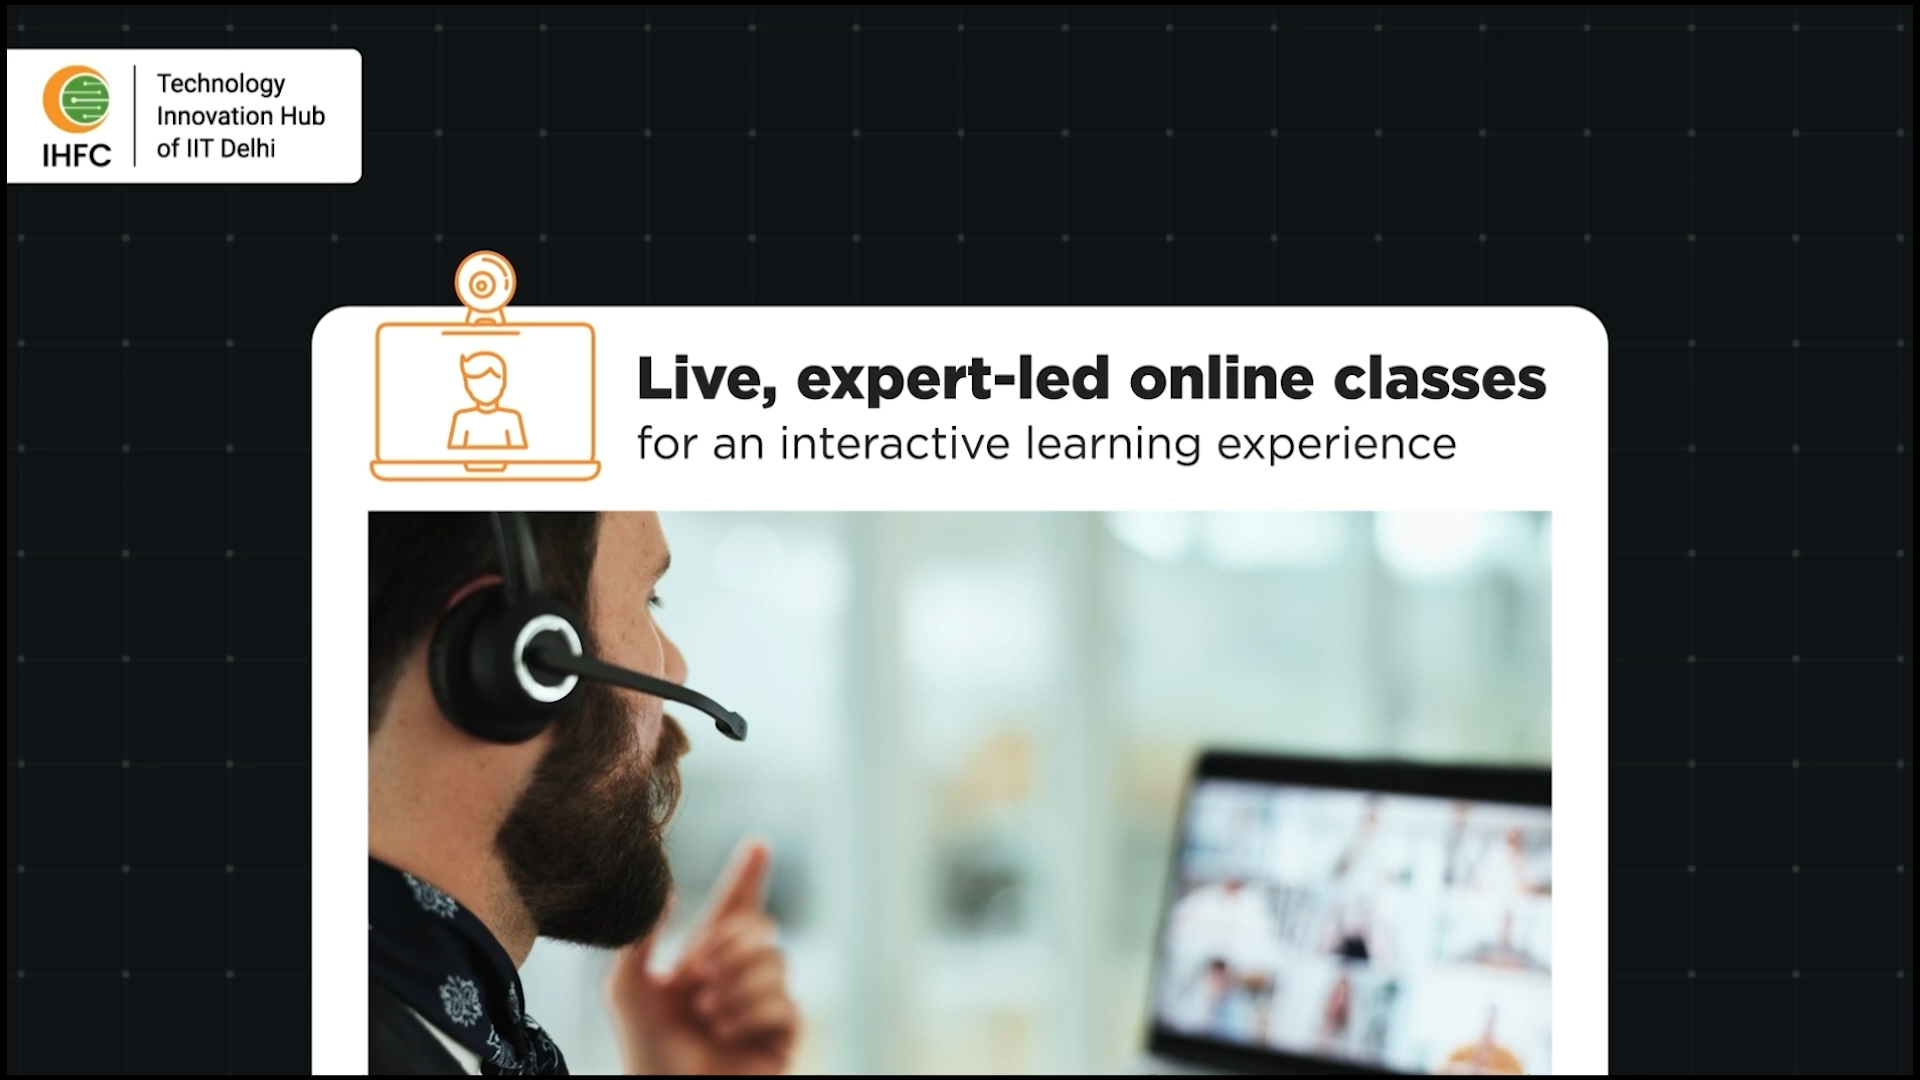 IHFC
Technology
Innovation Hub
of IIT Delhi
Live, expert-led online classes
for an interactive learning experience